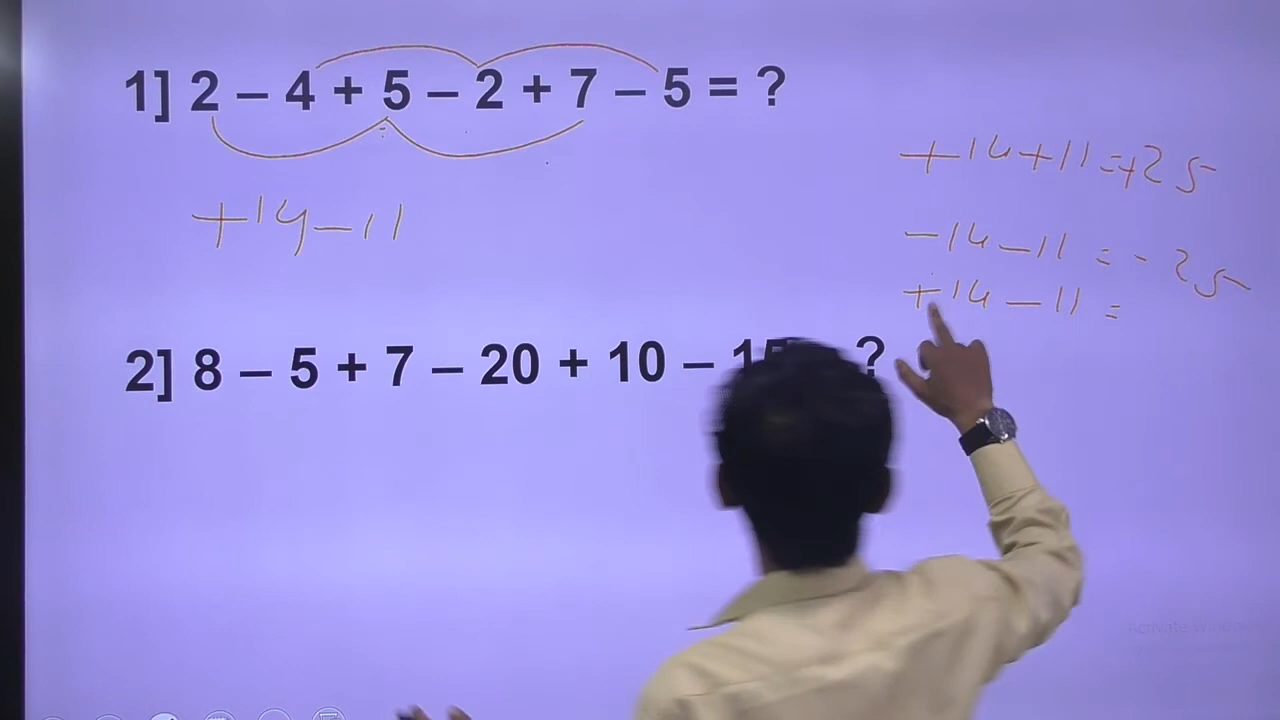 1] 2 – 4 + 5 – 2 + 7 – 5 = ?
+14–11
+14+11=+25
–14–11=-25
+14–11=
2] 8 – 5 + 7 – 20 + 10 – ?